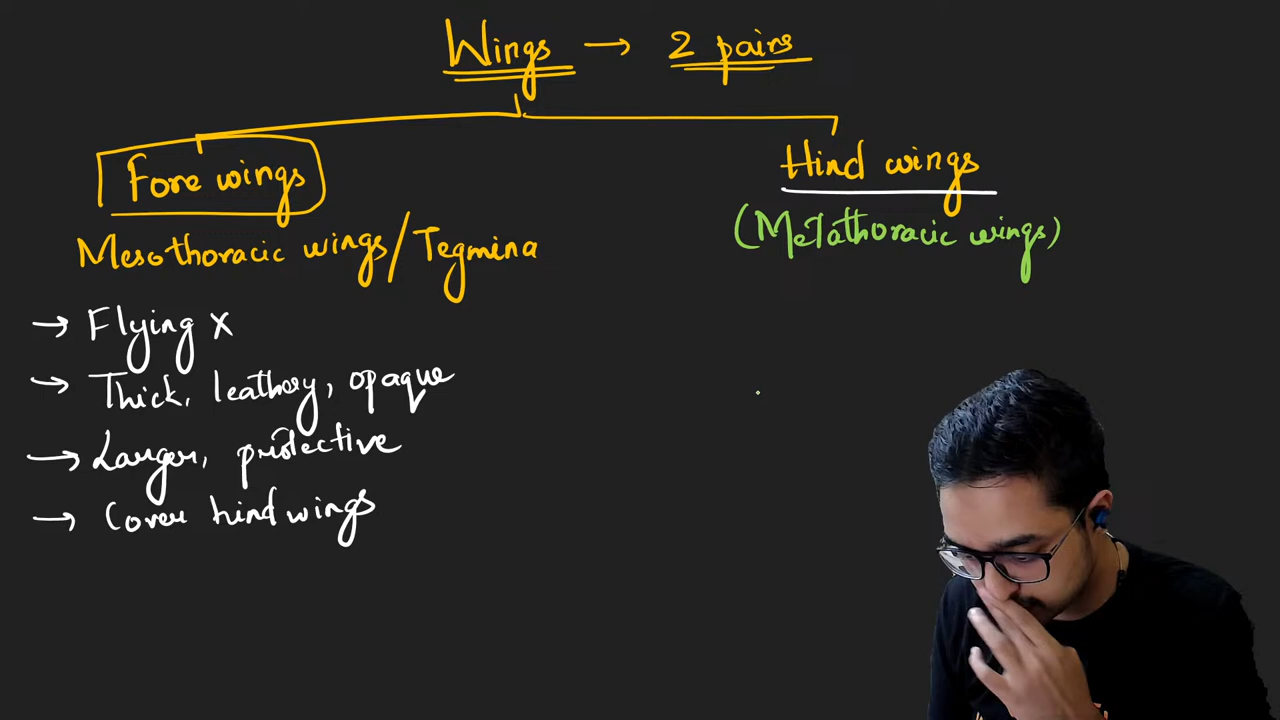 Wings → 2 pairs
Fore wings
Hind wings
Mesothoracic wings/Tegmina
(Metathoracic wings)
→ Flying x
→ Thick, leathery, opaque
→ Larger, protective
→ Cover hind wings